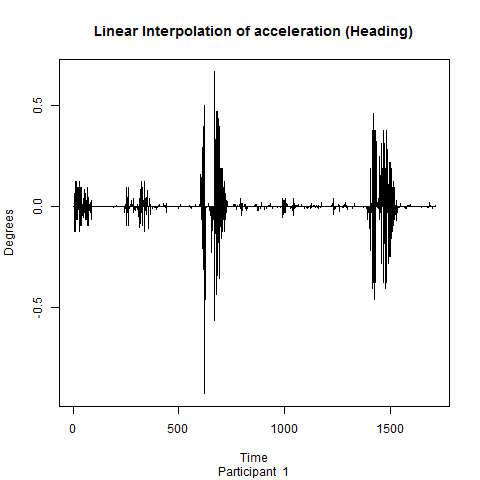 Linear Interpolation of acceleration (Heading)
0.5
0.0
-0.5
Degrees
0 500 1000 1500
Time
Participant 1